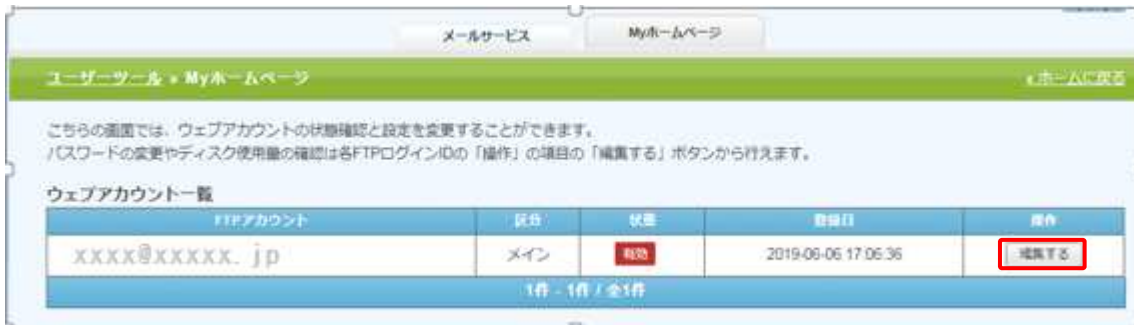 メールサービス Myホームページ
ユーザーツール » Myホームページ «ホームに戻る
こちらの画面では、ウェブアカウントの状態確認と設定を変更することができます。
パスワードの変更やディスク使用量の確認は各FTPログインIDの「操作」の項目の「編集する」ボタンから行えます。
ウェブアカウント一覧
FTPアカウント 区分 状態 登録日 操作
xxxx@xxxxx.jp メイン 有効 2019-06-06 17:06:36 編集する
1件 - 1件 / 全1件